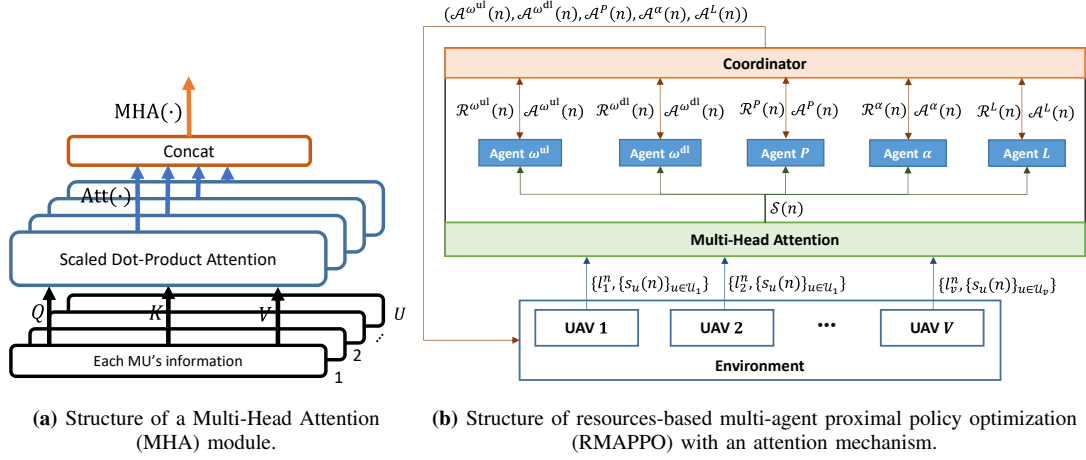 MHA(·)
Concat
Att(·)
Scaled Dot-Product Attention
Q K V U
2
⋰
Each MU's information 1
(a) Structure of a Multi-Head Attention
(MHA) module.
(𝒜^{ω^{ul}}(n), 𝒜^{ω^{dl}}(n), 𝒜^P(n), 𝒜^α(n), 𝒜^L(n))
Coordinator
ℛ^{ω^{ul}}(n) 𝒜^{ω^{ul}}(n) ℛ^{ω^{dl}}(n) 𝒜^{ω^{dl}}(n) ℛ^P(n) 𝒜^P(n) ℛ^α(n) 𝒜^α(n) ℛ^L(n) 𝒜^L(n)
Agent ω^{ul} Agent ω^{dl} Agent P Agent α Agent L
𝒮(n)
Multi-Head Attention
{l_1^n, {s_u(n)}_{u∈𝒰_1}} {l_2^n, {s_u(n)}_{u∈𝒰_1}} {l_v^n, {s_u(n)}_{u∈𝒰_v}}
UAV 1 UAV 2 ••• UAV V
Environment
(b) Structure of resources-based multi-agent proximal policy optimization
(RMAPPO) with an attention mechanism.